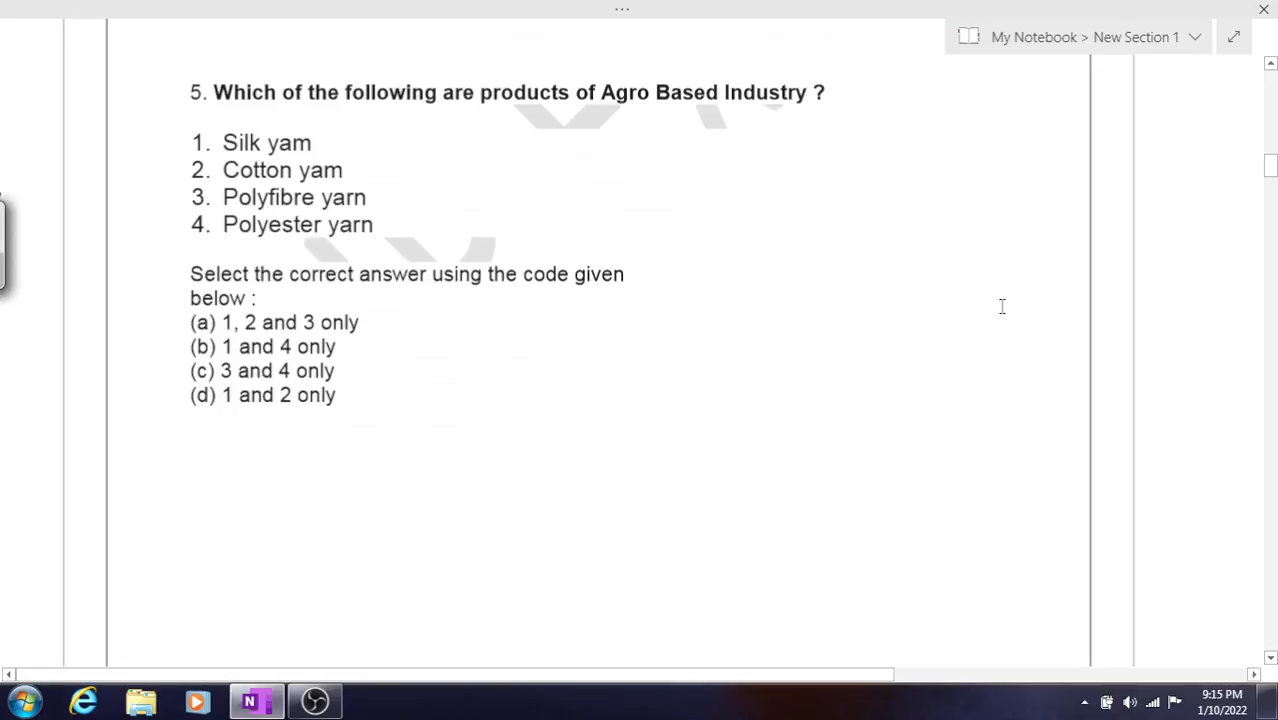 ...
My Notebook > New Section 1
5. Which of the following are products of Agro Based Industry ?
1. Silk yam
2. Cotton yam
3. Polyfibre yarn
4. Polyester yarn
Select the correct answer using the code given
below :
(a) 1, 2 and 3 only
(b) 1 and 4 only
(c) 3 and 4 only
(d) 1 and 2 only
N
9:15 PM
1/10/2022